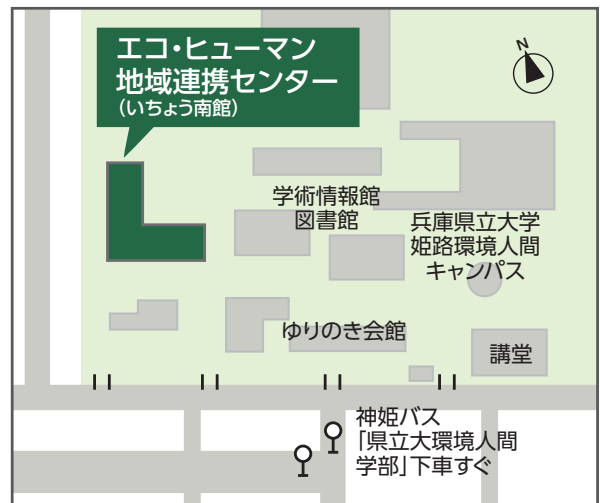 エコ・ヒューマン
地域連携センター
(いちょう南館)
N
学術情報館
図書館
兵庫県立大学
姫路環境人間
キャンパス
ゆりのき会館
講堂
神姫バス
「県立大環境人間
学部」下車すぐ